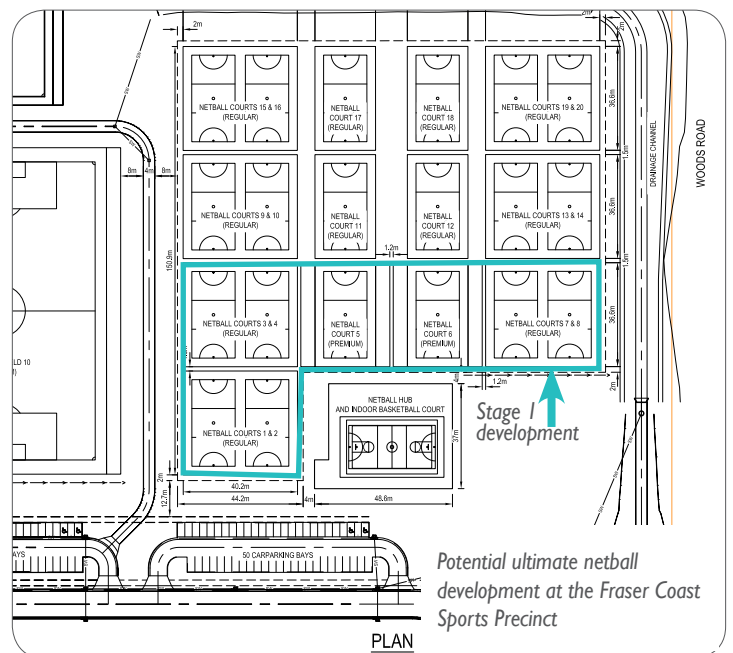 2m
2m
2m
NETBALL COURTS 15 & 16
(REGULAR)
NETBALL
COURT 17
(REGULAR)
NETBALL
COURT 18
(REGULAR)
NETBALL COURTS 19 & 20
(REGULAR)
36.6m
1.5m
DRAINAGE CHANNEL
WOODS ROAD
8m
4m
8m
NETBALL COURTS 9 & 10
(REGULAR)
NETBALL
COURT 11
(REGULAR)
NETBALL
COURT 12
(REGULAR)
NETBALL COURTS 13 & 14
(REGULAR)
36.6m
150.9m
1.2m
1.5m
NETBALL COURTS 3 & 4
(REGULAR)
NETBALL
COURT 5
(PREMIUM)
NETBALL
COURT 6
(PREMIUM)
NETBALL COURTS 7 & 8
(REGULAR)
36.6m
LD 10
4m
1.2m
2m
NETBALL HUB
AND INDOOR BASKETBALL COURT
Stage 1
development
NETBALL COURTS 1 & 2
(REGULAR)
37m
2m
40.2m
44.2m
4m
48.6m
12.7m
AYS
50 CARPARKING BAYS
Potential ultimate netball
development at the Fraser Coast
Sports Precinct
PLAN